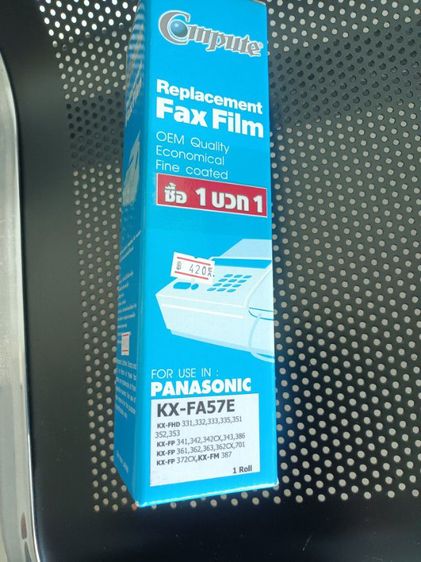 Compute
Replacement
Fax Film
OEM Quality
Economical
Fine coated
ซื้อ 1 บวก 1
฿ 420.-
FOR USE IN :
PANASONIC
KX-FA57E
KX-FHD 331,332,333,335,351
352,353
KX-FP 341,342,342CX,343,386
KX-FP 361,362,363,362CX,701
KX-FP 372CX,KX-FM 387
1 Roll